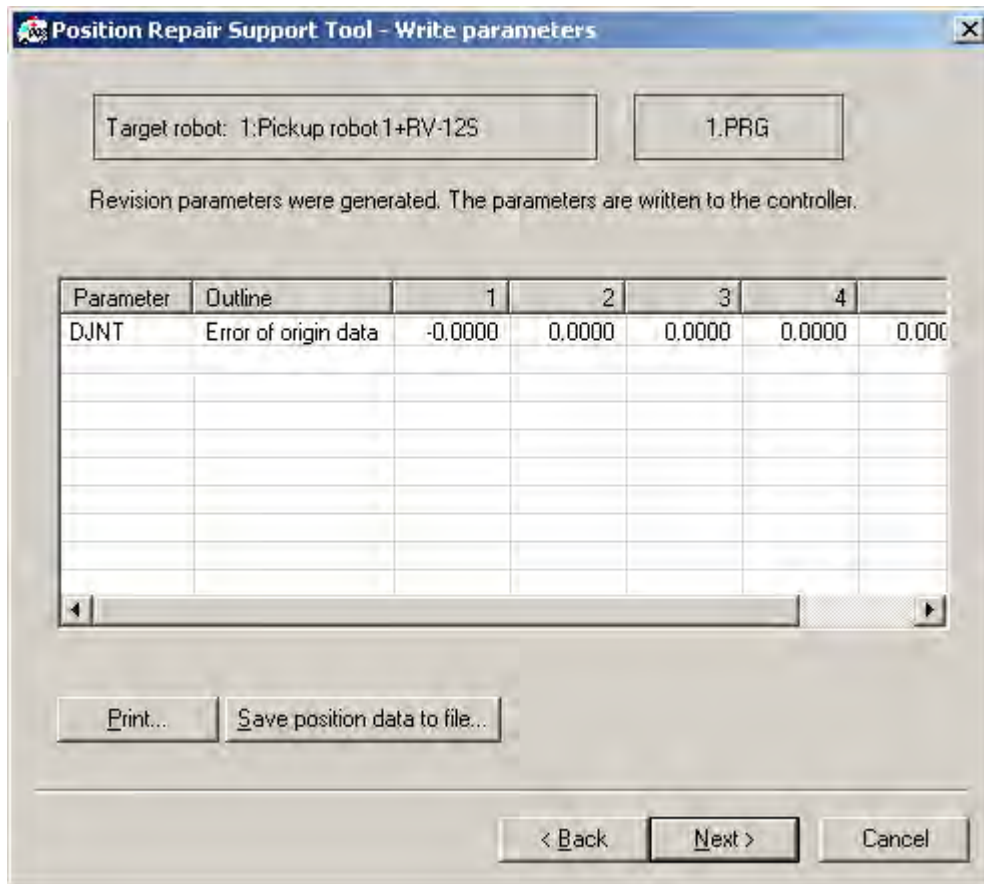 Position Repair Support Tool - Write parameters
Target robot: 1:Pickup robot1+RV-12S 1.PRG
Revision parameters were generated. The parameters are written to the controller.
Parameter Outline 1 2 3 4
DJNT Error of origin data -0.0000 0.0000 0.0000 0.0000 0.000
Print... Save position data to file...
< Back Next > Cancel